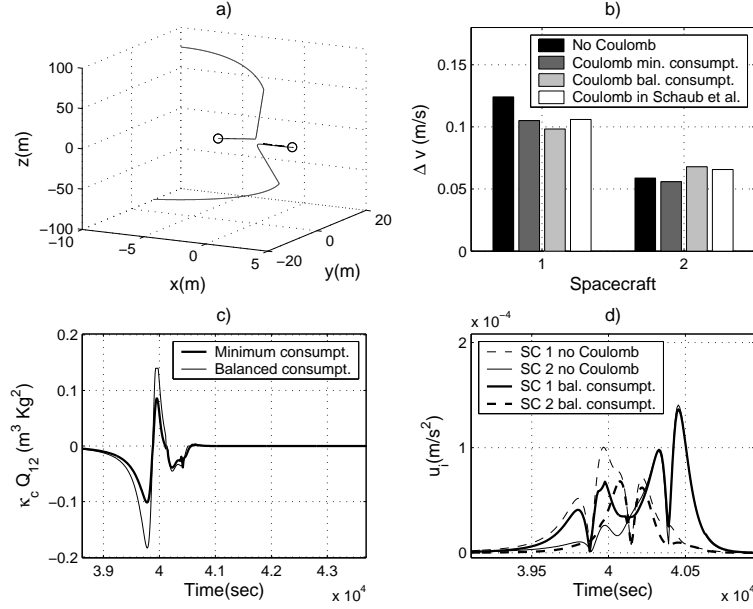 a)
100
50
0
−50
−100
z(m)
−10
−5
0
5
x(m)
−20
0
20
y(m)
b)
No Coulomb
Coulomb min. consumpt.
Coulomb bal. consumpt.
Coulomb in Schaub et al.
0.15
0.1
0.05
0
Δ v (m/s)
1
2
Spacecraft
c)
Minimum consumpt.
Balanced consumpt.
0.2
0.1
0
−0.1
−0.2
κc Q12 (m3 Kg2)
3.9
4
4.1
4.2
4.3
Time(sec)
x 10^4
d)
x 10^−4
SC 1 no Coulomb
SC 2 no Coulomb
SC 1 bal. consumpt.
SC 2 bal. consumpt.
2
1
0
ui(m/s2)
3.95
4
4.05
Time(sec)
x 10^4